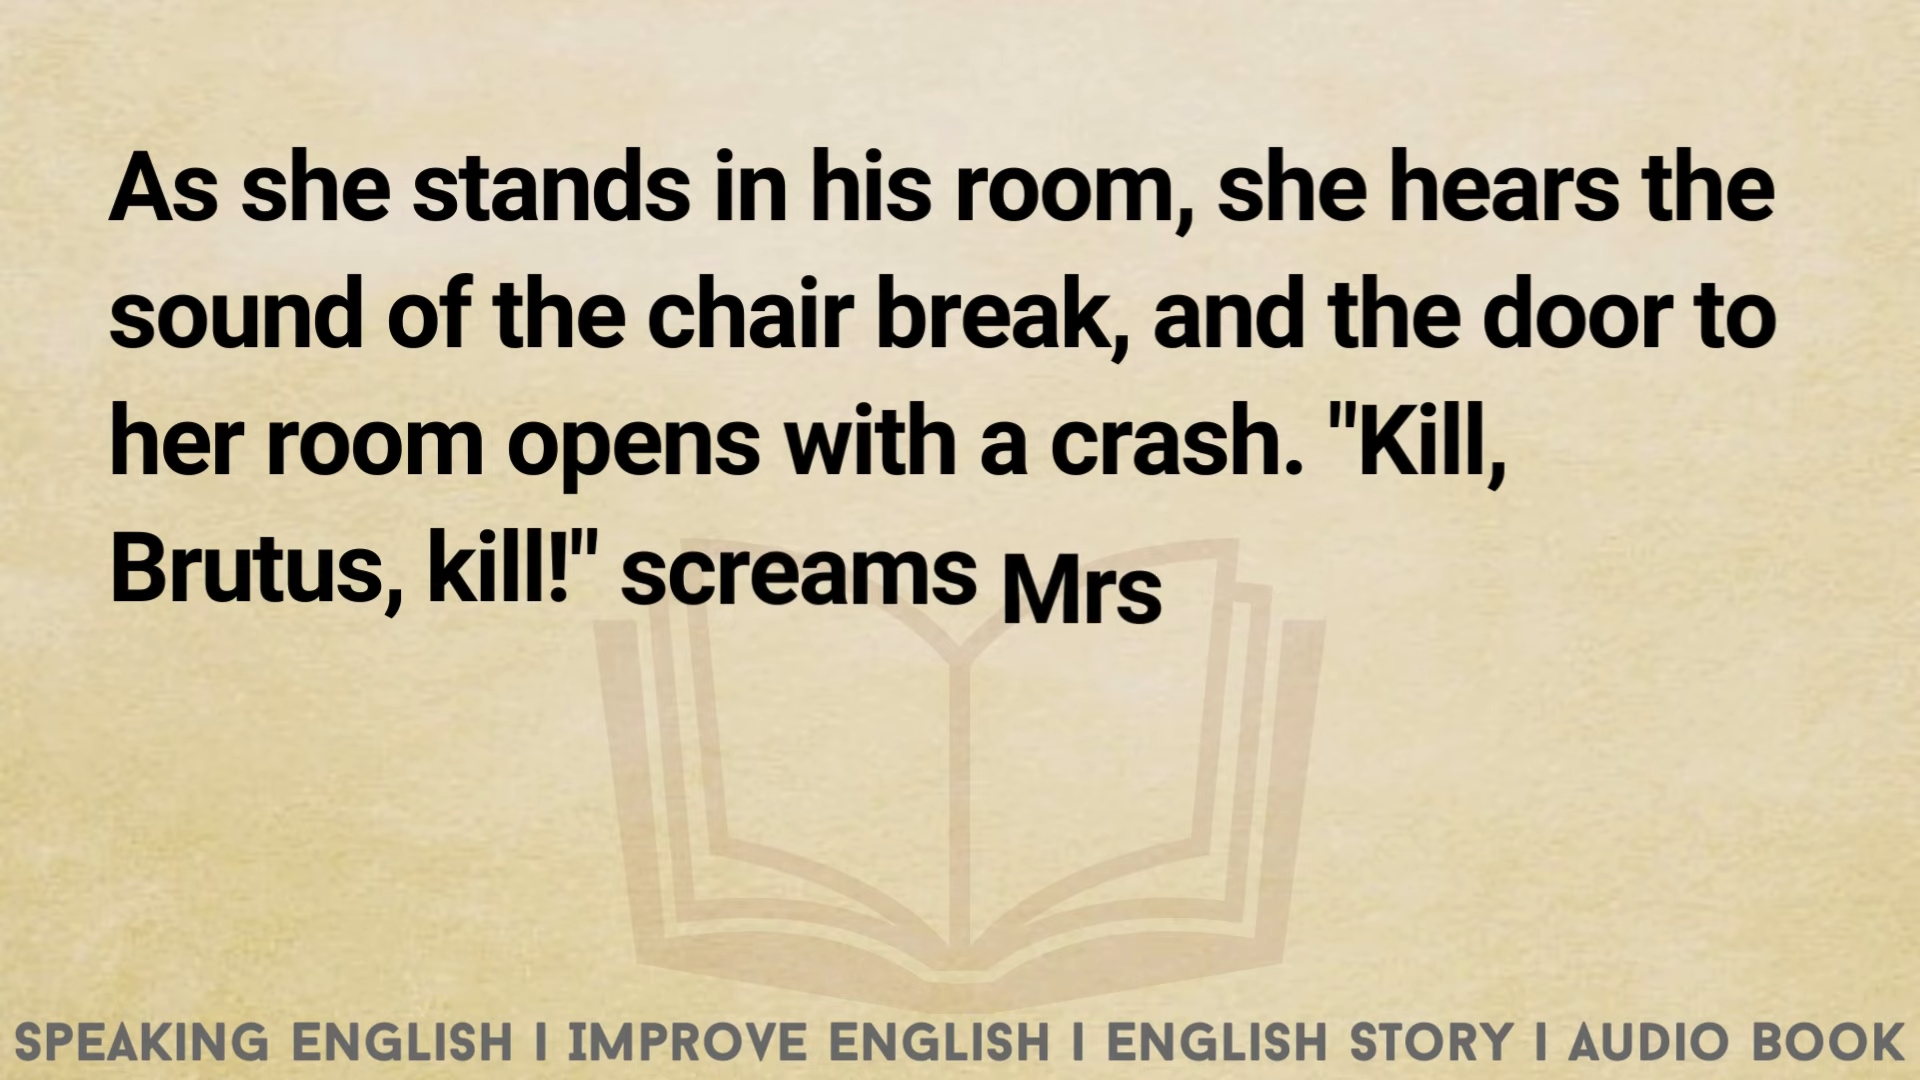 As she stands in his room, she hears the
sound of the chair break, and the door to
her room opens with a crash. "Kill,
Brutus, kill!" screams Mrs
SPEAKING ENGLISH | IMPROVE ENGLISH | ENGLISH STORY | AUDIO BOOK